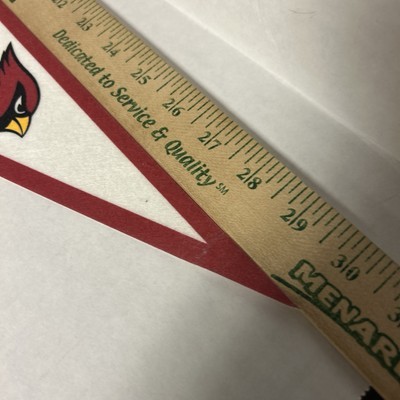 22 23 24 25 26 27 28 29 30
Dedicated to Service & Quality SM
MENAR